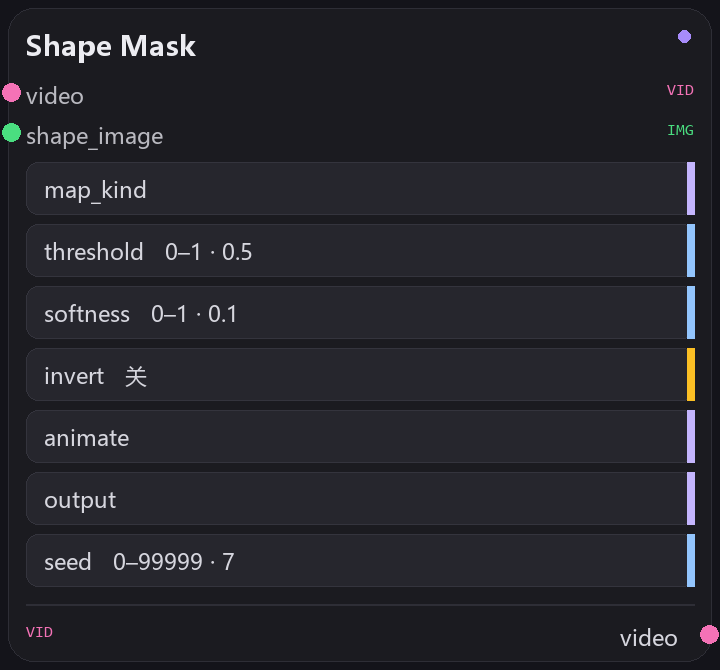 Shape Mask
video VID
shape_image IMG
map_kind
threshold 0–1 · 0.5
softness 0–1 · 0.1
invert 关
animate
output
seed 0–99999 · 7
VID video